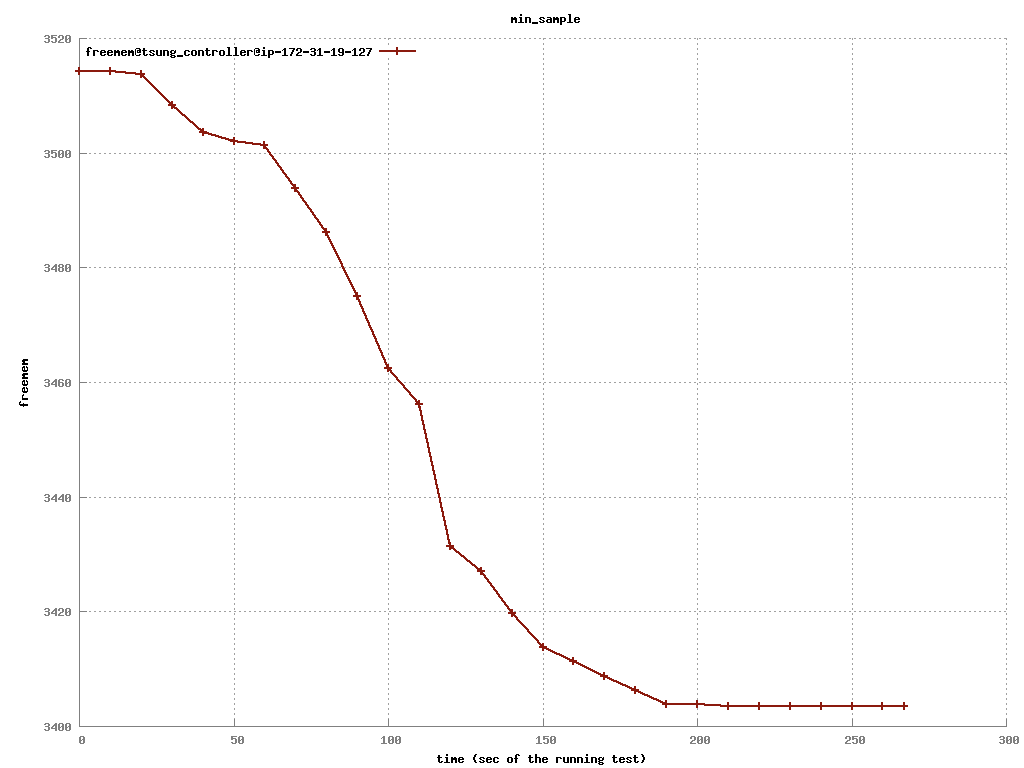 min_sample
3520
freemem@tsung_controller@ip-172-31-19-127
3500
3480
3460
freemem
3440
3420
3400
0 50 100 150 200 250 300
time (sec of the running test)